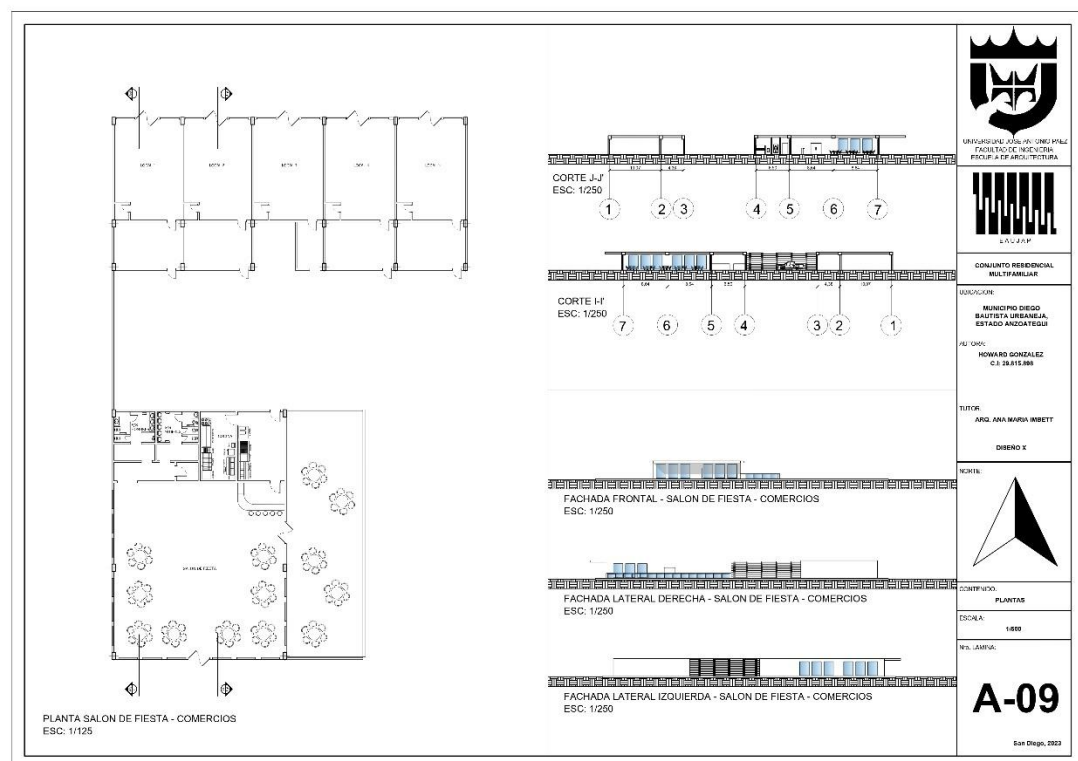 PLANTA SALON DE FIESTA - COMERCIOS
ESC: 1/125
CORTE J-J'
ESC: 1/250
1 2 3 4 5 6 7
CORTE I-I'
ESC: 1/250
7 6 5 4 3 2 1
FACHADA FRONTAL - SALON DE FIESTA - COMERCIOS
ESC: 1/250
FACHADA LATERAL DERECHA - SALON DE FIESTA - COMERCIOS
ESC: 1/250
FACHADA LATERAL IZQUIERDA - SALON DE FIESTA - COMERCIOS
ESC: 1/250
UNIVERSIDAD JOSE ANTONIO PAEZ
FACULTAD DE INGENIERIA
ESCUELA DE ARQUITECTURA
EAUJAP
CONJUNTO RESIDENCIAL
MULTIFAMILIAR
UBICACION:
MUNICIPIO DIEGO
BAUTISTA URBANEJA,
ESTADO ANZOATEGUI
AUTORA:
HOWARD GONZALEZ
TUTOR:
ARQ. ANA MARIA IMBETT
DISEÑO X
NORTE:
CONTENIDO:
PLANTAS
ESCALA:
1:500
Nro. LAMINA:
A-09
San Diego, 2023